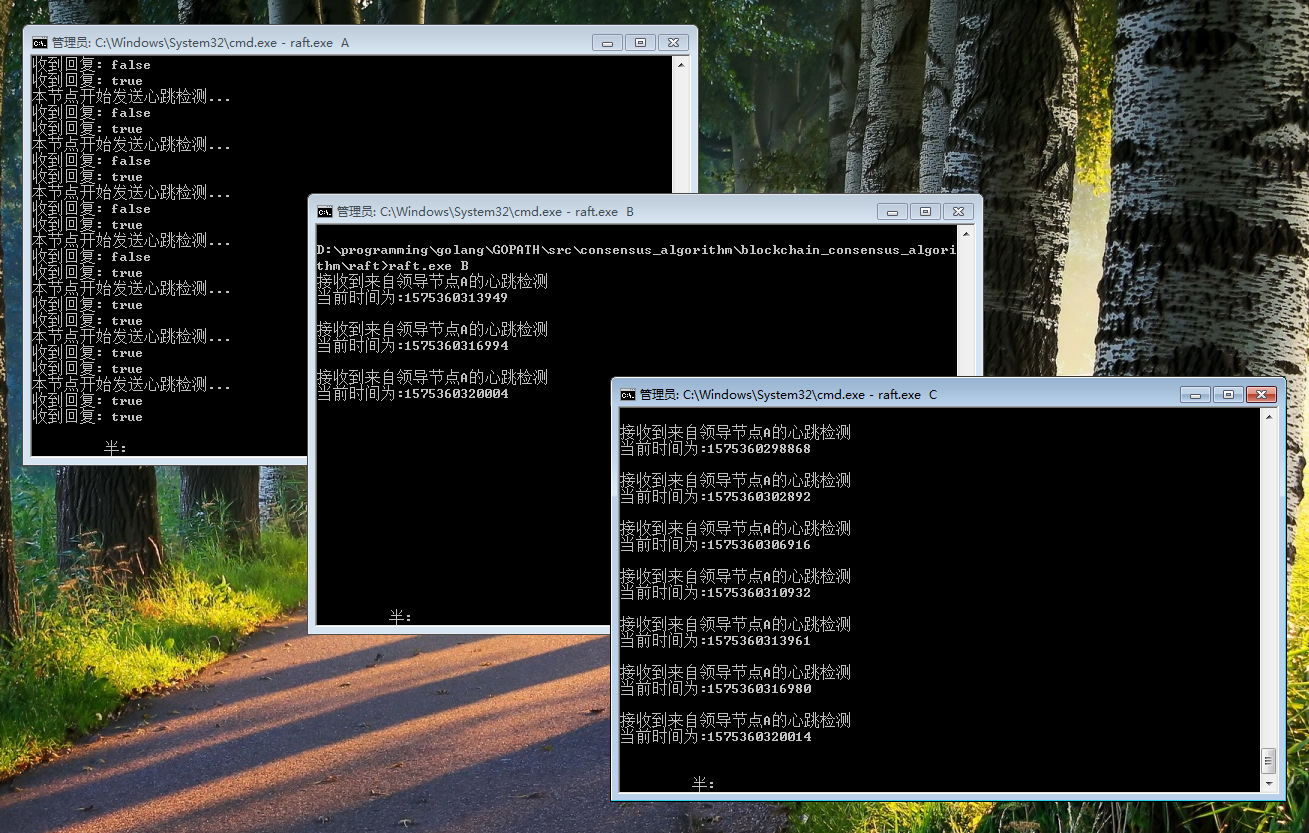 管理员: C:\Windows\System32\cmd.exe - raft.exe  A
收到回复: false
收到回复: true
本节点开始发送心跳检测...
收到回复: false
收到回复: true
本节点开始发送心跳检测...
收到回复: false
收到回复: true
本节点开始发送心跳检测...
收到回复: false
收到回复: true
本节点开始发送心跳检测...
收到回复: false
收到回复: true
本节点开始发送心跳检测...
收到回复: true
收到回复: true
本节点开始发送心跳检测...
收到回复: true
收到回复: true
本节点开始发送心跳检测...
收到回复: true
收到回复: true
半:
管理员: C:\Windows\System32\cmd.exe - raft.exe  B
D:\programming\golang\GOPATH\src\consensus_algorithm\blockchain_consensus_algori
thm\raft>raft.exe B
接收到来自领导节点A的心跳检测
当前时间为:1575360313949
接收到来自领导节点A的心跳检测
当前时间为:1575360316994
接收到来自领导节点A的心跳检测
当前时间为:1575360320004
半:
管理员: C:\Windows\System32\cmd.exe - raft.exe  C
接收到来自领导节点A的心跳检测
当前时间为:1575360298868
接收到来自领导节点A的心跳检测
当前时间为:1575360302892
接收到来自领导节点A的心跳检测
当前时间为:1575360306916
接收到来自领导节点A的心跳检测
当前时间为:1575360310932
接收到来自领导节点A的心跳检测
当前时间为:1575360313961
接收到来自领导节点A的心跳检测
当前时间为:1575360316980
接收到来自领导节点A的心跳检测
当前时间为:1575360320014
半: